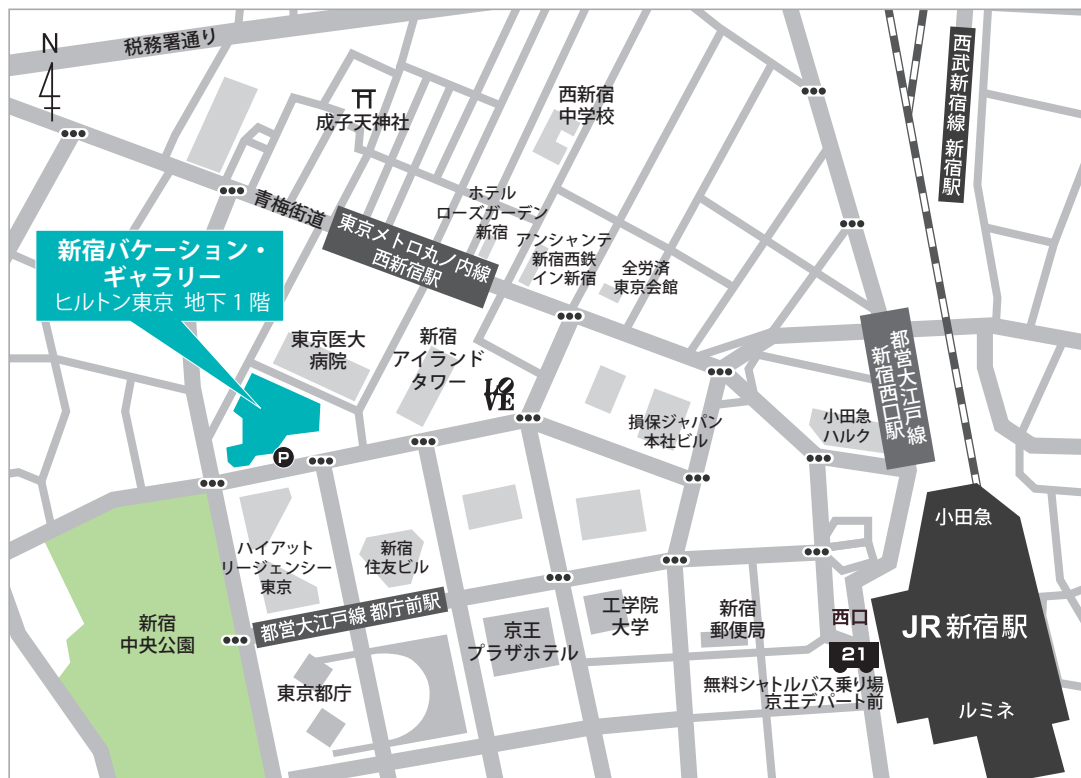 N
税務署通り
成子天神社
西新宿
中学校
西武新宿線 新宿駅
青梅街道
東京メトロ丸ノ内線
西新宿駅
ホテル
ローズガーデン
新宿
アンシャンテ
新宿西鉄
イン新宿
全労済
東京会館
新宿バケーション・
ギャラリー
ヒルトン東京 地下1階
東京医大
病院
新宿
アイランド
タワー
LOVE
損保ジャパン
本社ビル
小田急
ハルク
都営大江戸線
新宿西口駅
P
ハイアット
リージェンシー
東京
新宿
住友ビル
小田急
新宿
中央公園
都営大江戸線 都庁前駅
京王
プラザホテル
工学院
大学
新宿
郵便局
西口
JR 新宿駅
21
無料シャトルバス乗り場
京王デパート前
東京都庁
ルミネ